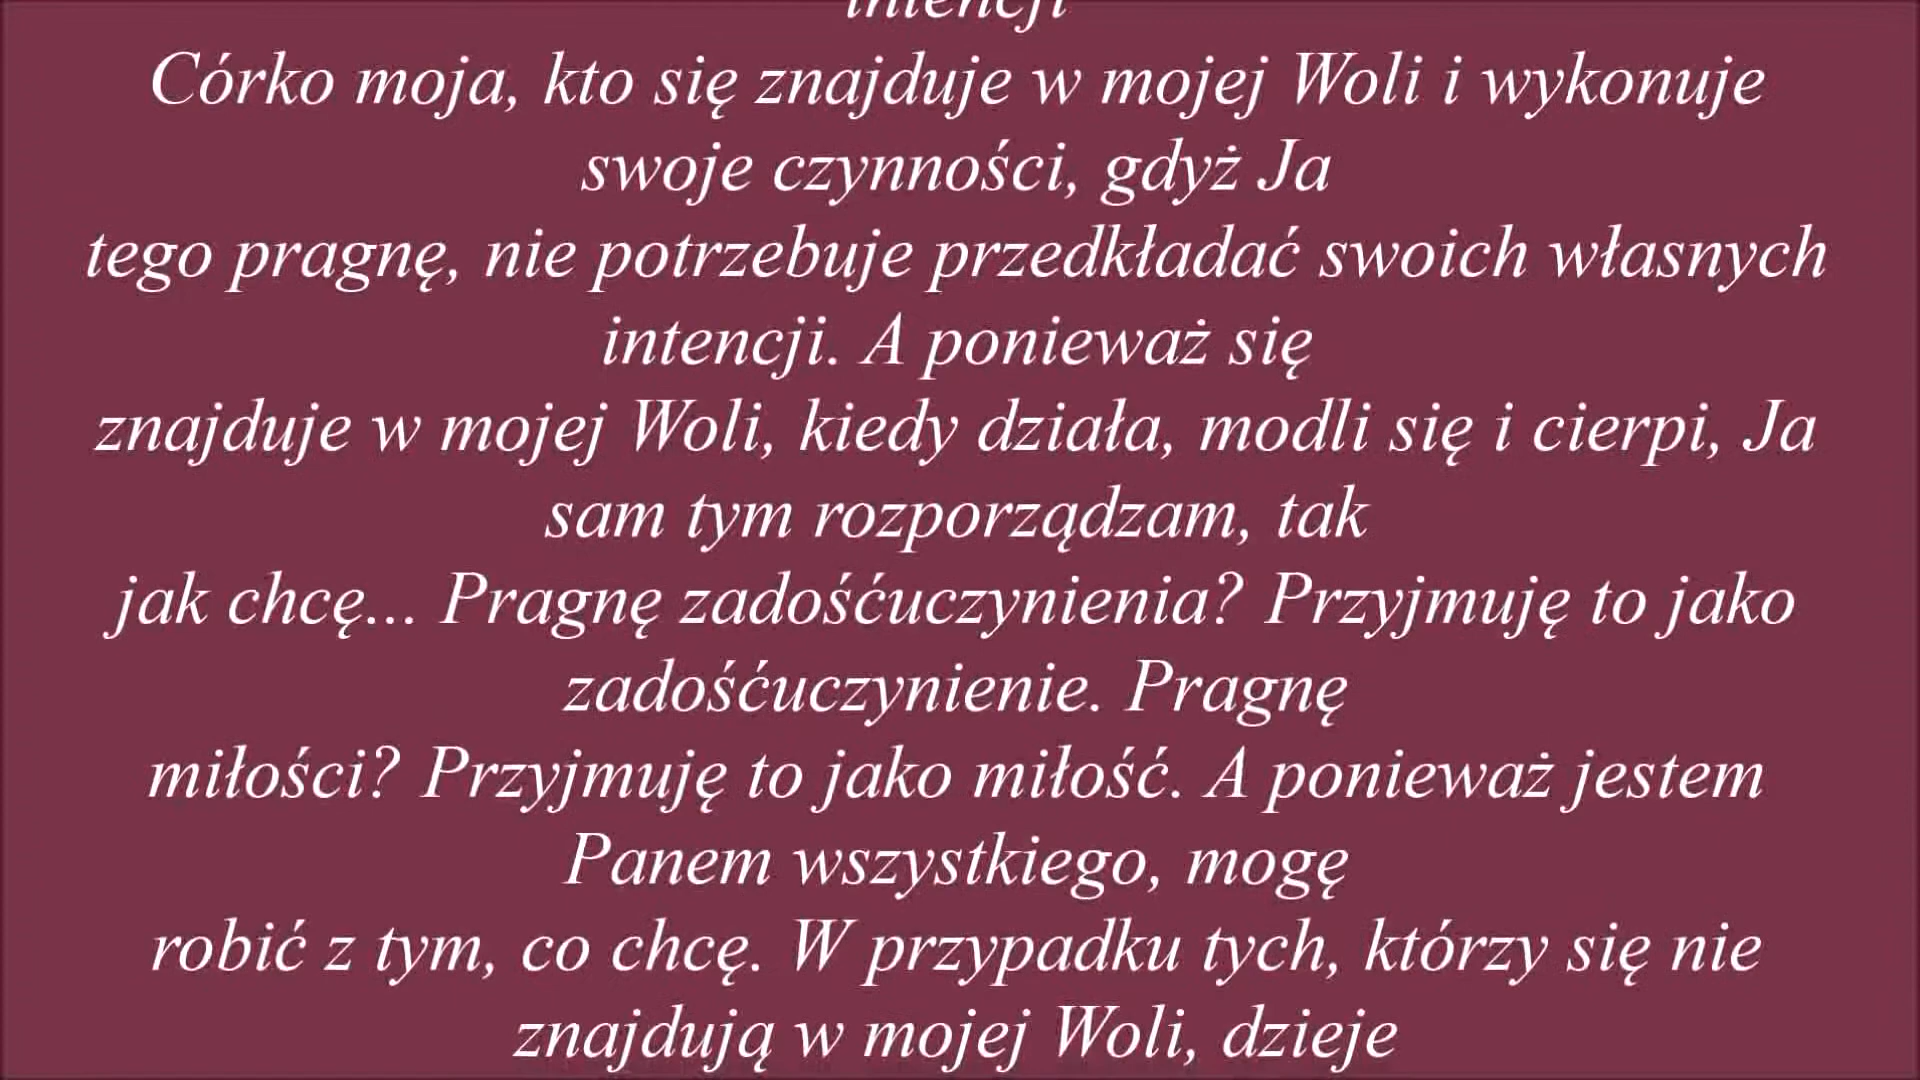 intencji
Córko moja, kto się znajduje w mojej Woli i wykonuje
swoje czynności, gdyż Ja
tego pragnę, nie potrzebuje przedkładać swoich własnych
intencji. A ponieważ się
znajduje w mojej Woli, kiedy działa, modli się i cierpi, Ja
sam tym rozporządzam, tak
jak chcę... Pragnę zadośćuczynienia? Przyjmuję to jako
zadośćuczynienie. Pragnę
miłości? Przyjmuję to jako miłość. A ponieważ jestem
Panem wszystkiego, mogę
robić z tym, co chcę. W przypadku tych, którzy się nie
znajdują w mojej Woli, dzieje